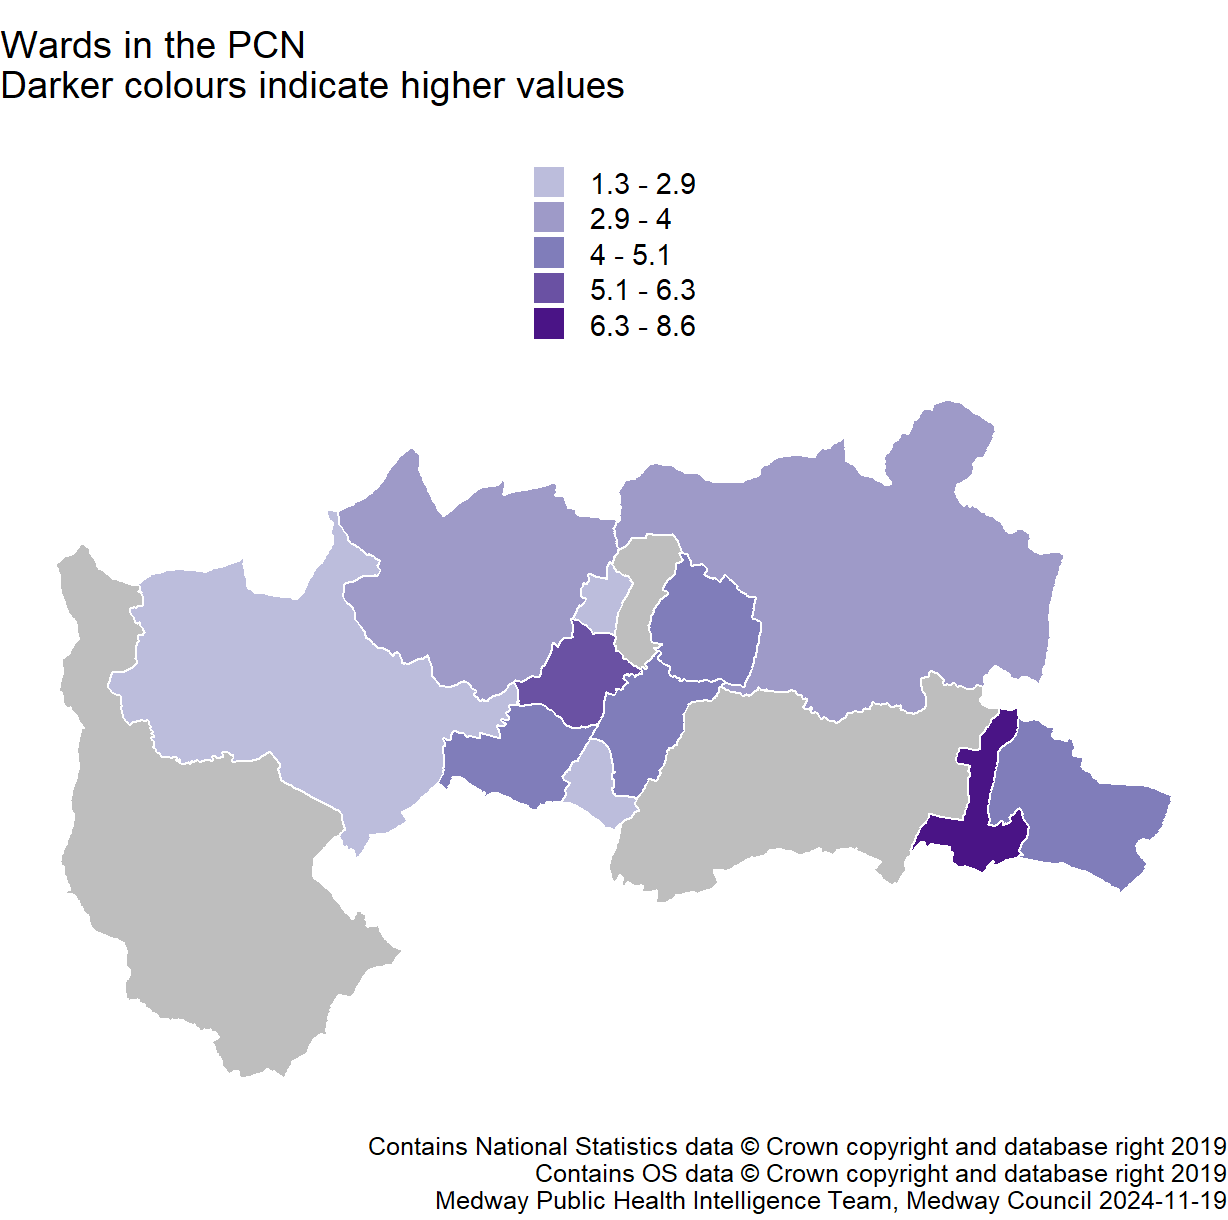 Wards in the PCN
Darker colours indicate higher values
1.3 - 2.9
2.9 - 4
4 - 5.1
5.1 - 6.3
6.3 - 8.6
Contains National Statistics data © Crown copyright and database right 2019
Contains OS data © Crown copyright and database right 2019
Medway Public Health Intelligence Team, Medway Council 2024-11-19